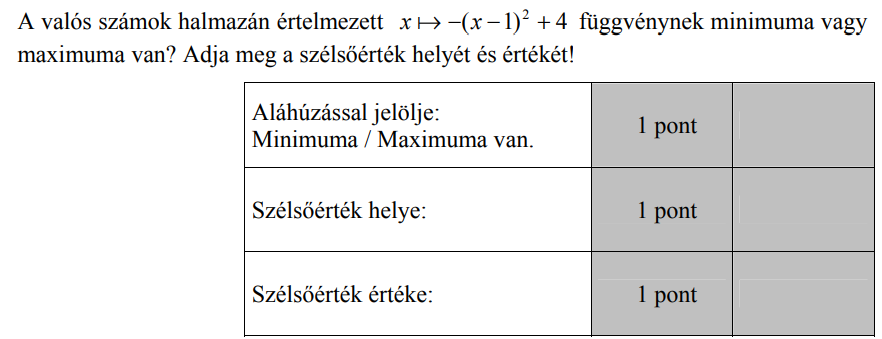 A valós számok halmazán értelmezett x ↦ −(x−1)² + 4 függvénynek minimuma vagy
maximuma van? Adja meg a szélsőérték helyét és értékét!
Aláhúzással jelölje:
Minimuma / Maximuma van.
1 pont
Szélsőérték helye:
1 pont
Szélsőérték értéke:
1 pont